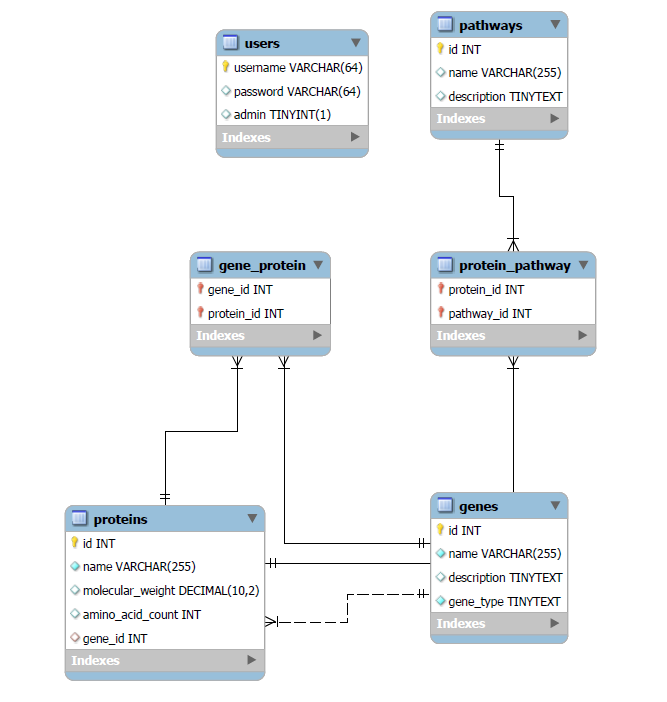 users
username VARCHAR(64)
password VARCHAR(64)
admin TINYINT(1)
Indexes
pathways
id INT
name VARCHAR(255)
description TINYTEXT
Indexes
gene_protein
gene_id INT
protein_id INT
Indexes
protein_pathway
protein_id INT
pathway_id INT
Indexes
proteins
id INT
name VARCHAR(255)
molecular_weight DECIMAL(10,2)
amino_acid_count INT
gene_id INT
Indexes
genes
id INT
name VARCHAR(255)
description TINYTEXT
gene_type TINYTEXT
Indexes